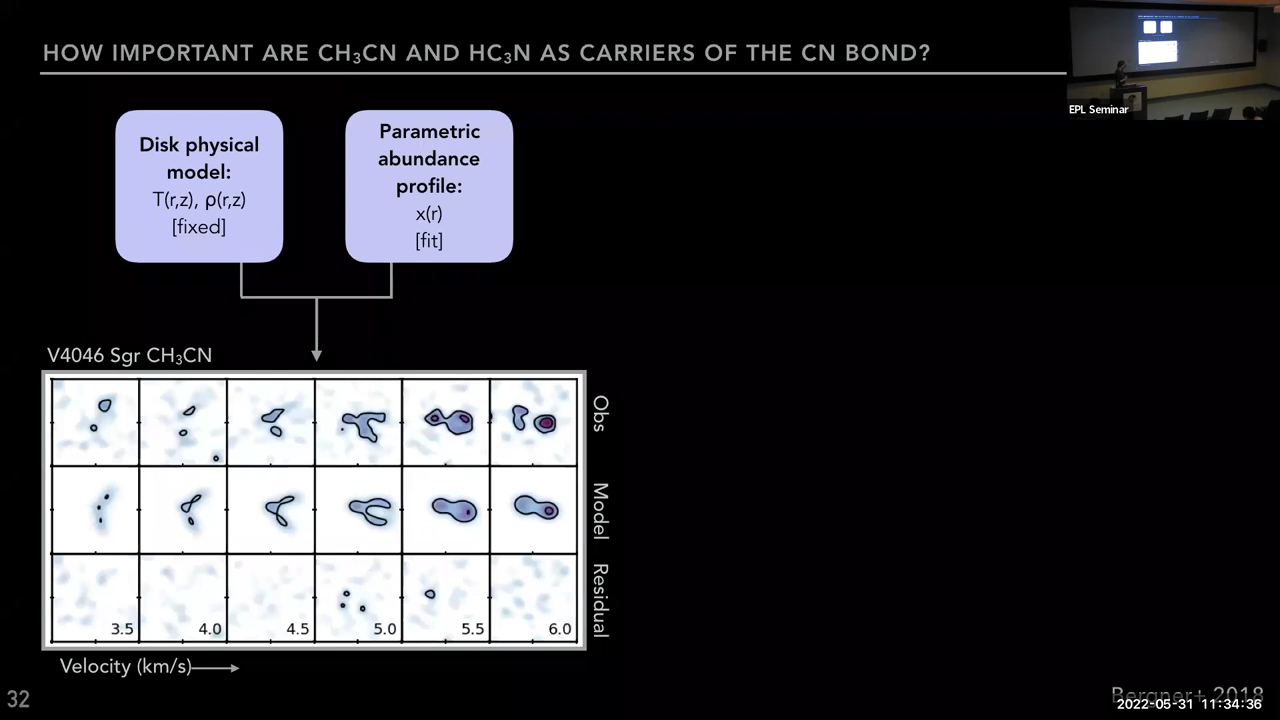 HOW IMPORTANT ARE CH₃CN AND HC₃N AS CARRIERS OF THE CN BOND?
EPL Seminar
Disk physical
model:
T(r,z), ρ(r,z)
[fixed]
Parametric
abundance
profile:
x(r)
[fit]
V4046 Sgr CH₃CN
Obs
Model
Residual
3.5
4.0
4.5
5.0
5.5
6.0
Velocity (km/s)
32
Bergner+ 2018
2022-05-31 11:34:36